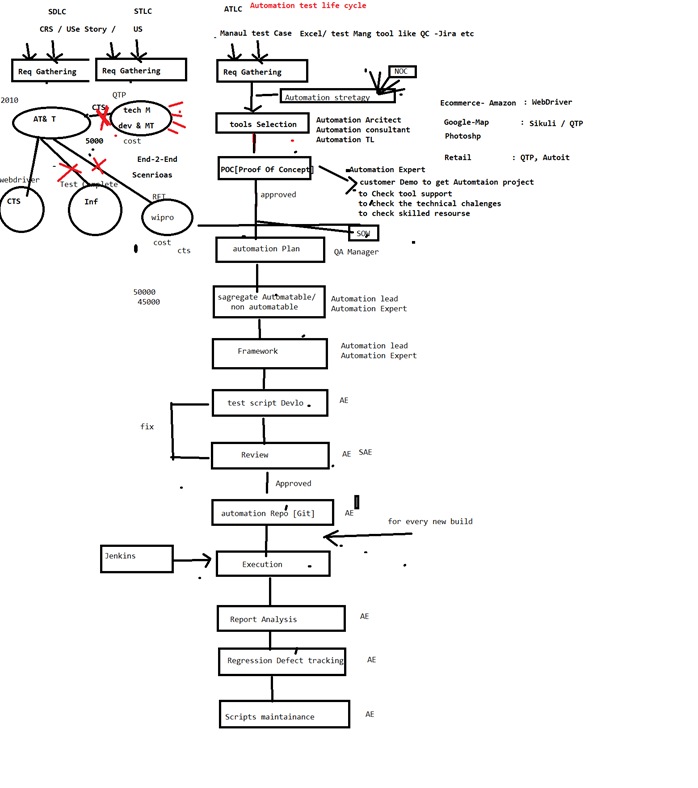 SDLC
STLC
ATLC
Automation test life cycle
CRS / USe Story /
US
Manaul test Case
Excel/ test Mang tool like QC -Jira etc
Req Gathering
Req Gathering
Req Gathering
NOC
2010
QTP
Automation stretagy
Ecommerce- Amazon : WebDriver
AT& T
CTS
tech M
dev & MT
tools Selection
Automation Arcitect
Automation consultant
Automation TL
Google-Map : Sikuli / QTP
Photoshp
5000
cost
End-2-End
Scenrioas
Retail : QTP, Autoit
POC[Proof Of Concept]
Automation Expert
customer Demo to get Automtaion project
to Check tool support
to check the technical chalenges
to check skilled resourse
webdriver
Test Complete
RFT
approved
CTS
Inf
wipro
SOW
cost
cts
automation Plan
QA Manager
50000
45000
sagregate Automatable/
non automatable
Automation lead
Automation Expert
Framework
Automation lead
Automation Expert
test script Devlo
AE
fix
Review
AE SAE
Approved
automation Repo [Git]
AE
for every new build
Jenkins
Execution
Report Analysis
AE
Regression Defect tracking
AE
Scripts maintainance
AE